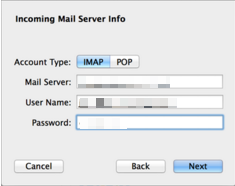 Incoming Mail Server Info
Account Type: IMAP POP
Mail Server:
User Name:
Password:
Cancel Back Next